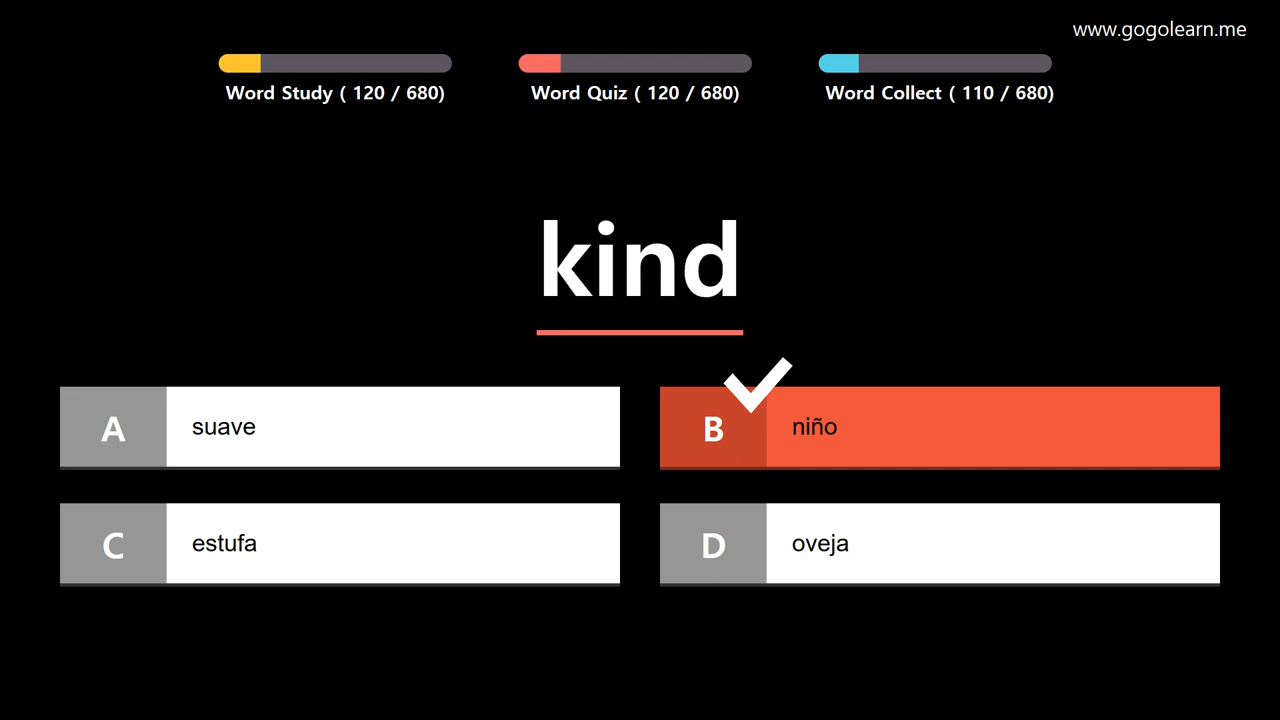 www.gogolearn.me
Word Study ( 120 / 680)
Word Quiz ( 120 / 680)
Word Collect ( 110 / 680)
kind
A suave
B niño
C estufa
D oveja